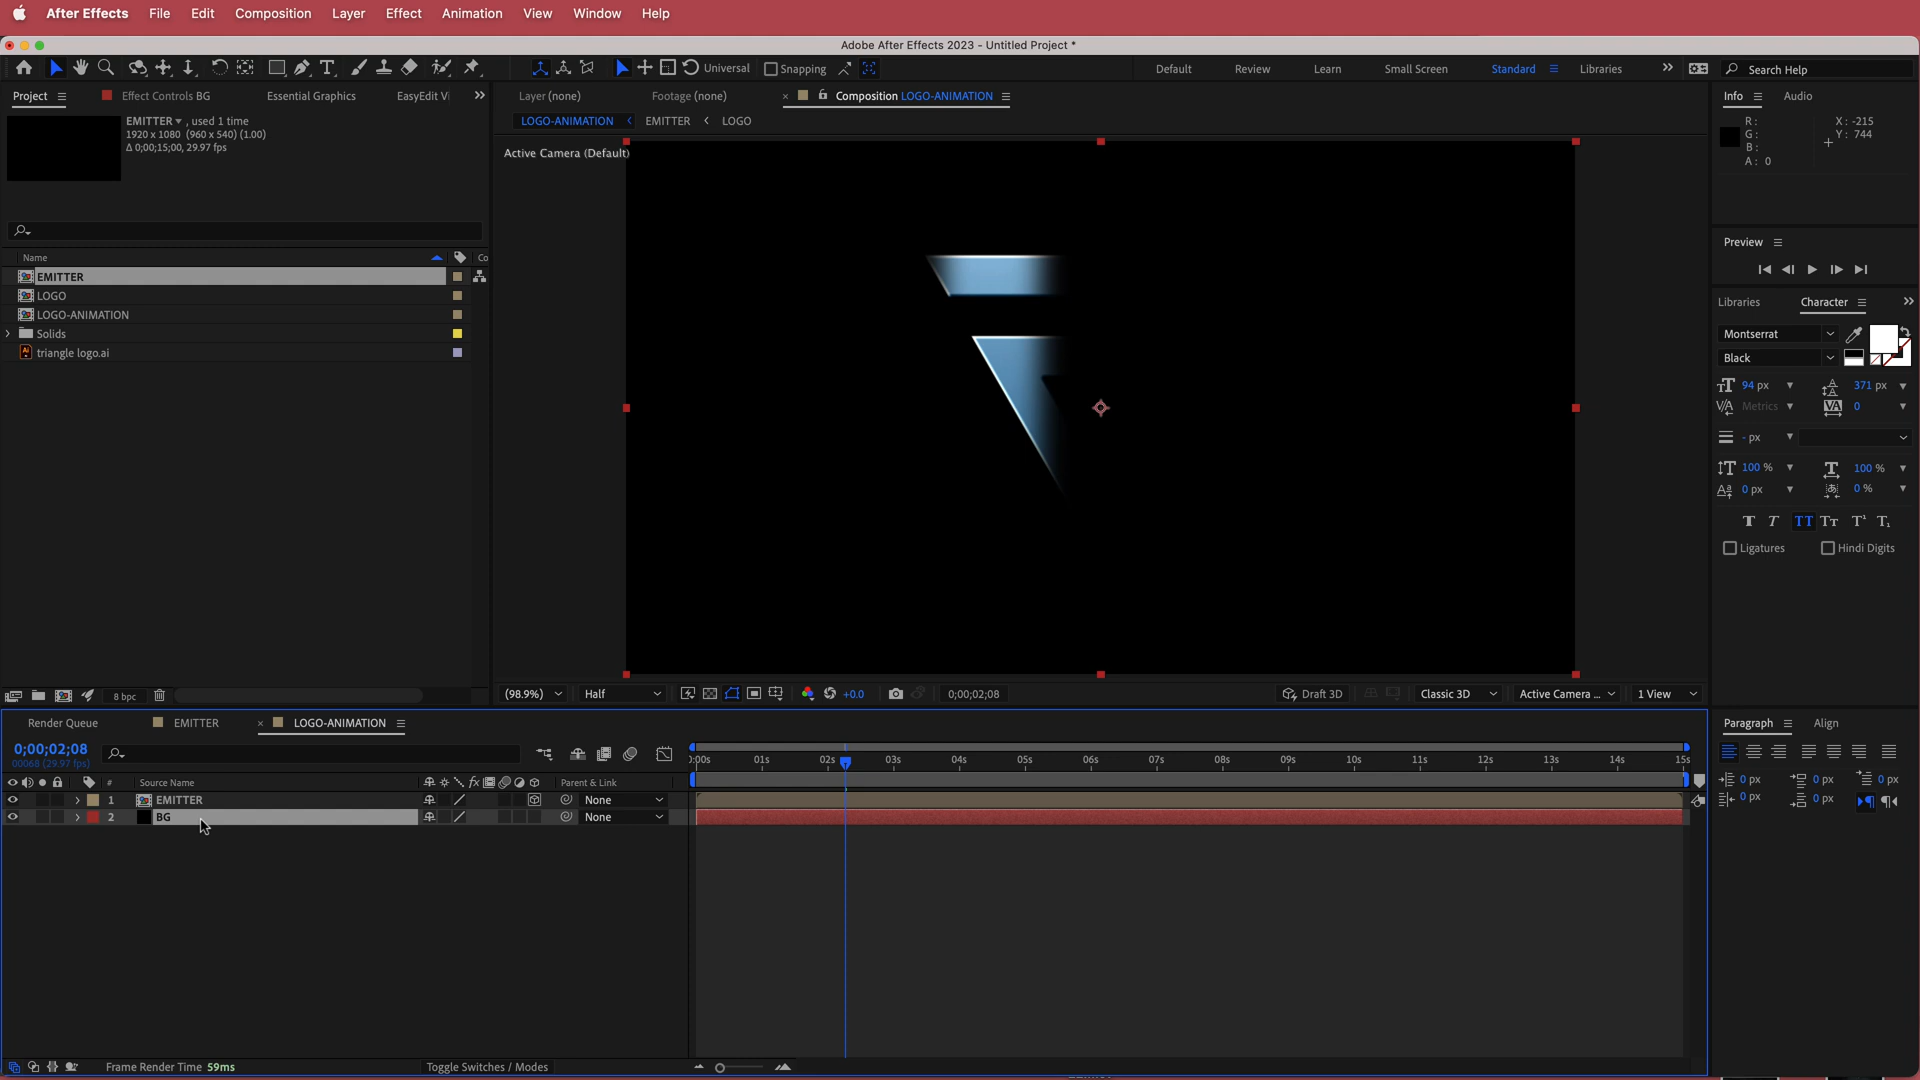 After Effects File Edit Composition Layer Effect Animation View Window Help
Adobe After Effects 2023 - Untitled Project *
Universal Snapping Default Review Learn Small Screen Standard Libraries Search Help
Project Effect Controls BG Essential Graphics EasyEdit Vi Layer (none) Footage (none) Composition LOGO-ANIMATION Info Audio
EMITTER , used 1 time
1920 x 1080 (960 x 540) (1.00)
Δ 0;00;15;00, 29.97 fps
LOGO-ANIMATION EMITTER LOGO
Active Camera (Default)
R:
G:
B:
A: 0
X: -215
Y: 744
Preview
Name Co
EMITTER
LOGO
LOGO-ANIMATION
Solids
triangle logo.ai
Libraries Character
Montserrat
Black
94 px 371 px
Metrics 0
- px
100 % 100 %
0 px 0 %
Ligatures Hindi Digits
8 bpc
(98.9%) Half +0.0 0;00;02;08 Draft 3D Classic 3D Active Camera ... 1 View
Render Queue EMITTER LOGO-ANIMATION
0;00;02;08
00068 (29.97 fps)
:00s 01s 02s 03s 04s 05s 06s 07s 08s 09s 10s 11s 12s 13s 14s 15s
# Source Name Parent & Link
1 EMITTER None
2 BG None
Paragraph Align
0 px 0 px 0 px
0 px 0 px
Frame Render Time 59ms Toggle Switches / Modes